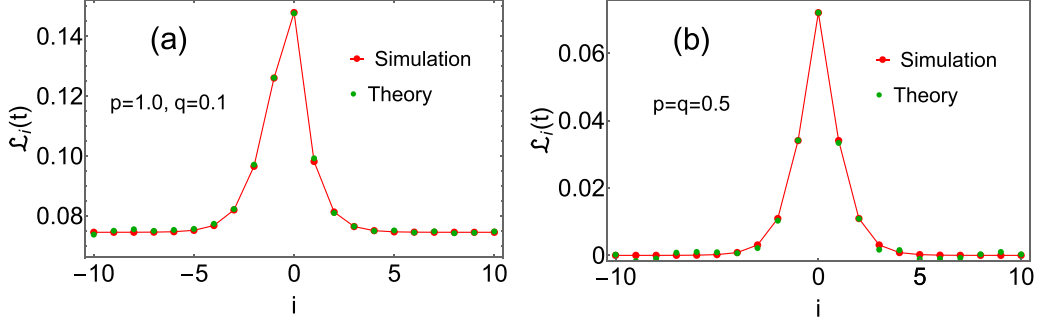 (a)
Simulation
Theory
p=1.0, q=0.1
0.14
0.12
0.10
0.08
𝔏i(t)
−10
−5
0
5
10
i
(b)
Simulation
Theory
p=q=0.5
0.06
0.04
0.02
0
𝔏i(t)
−10
0
5
10
i